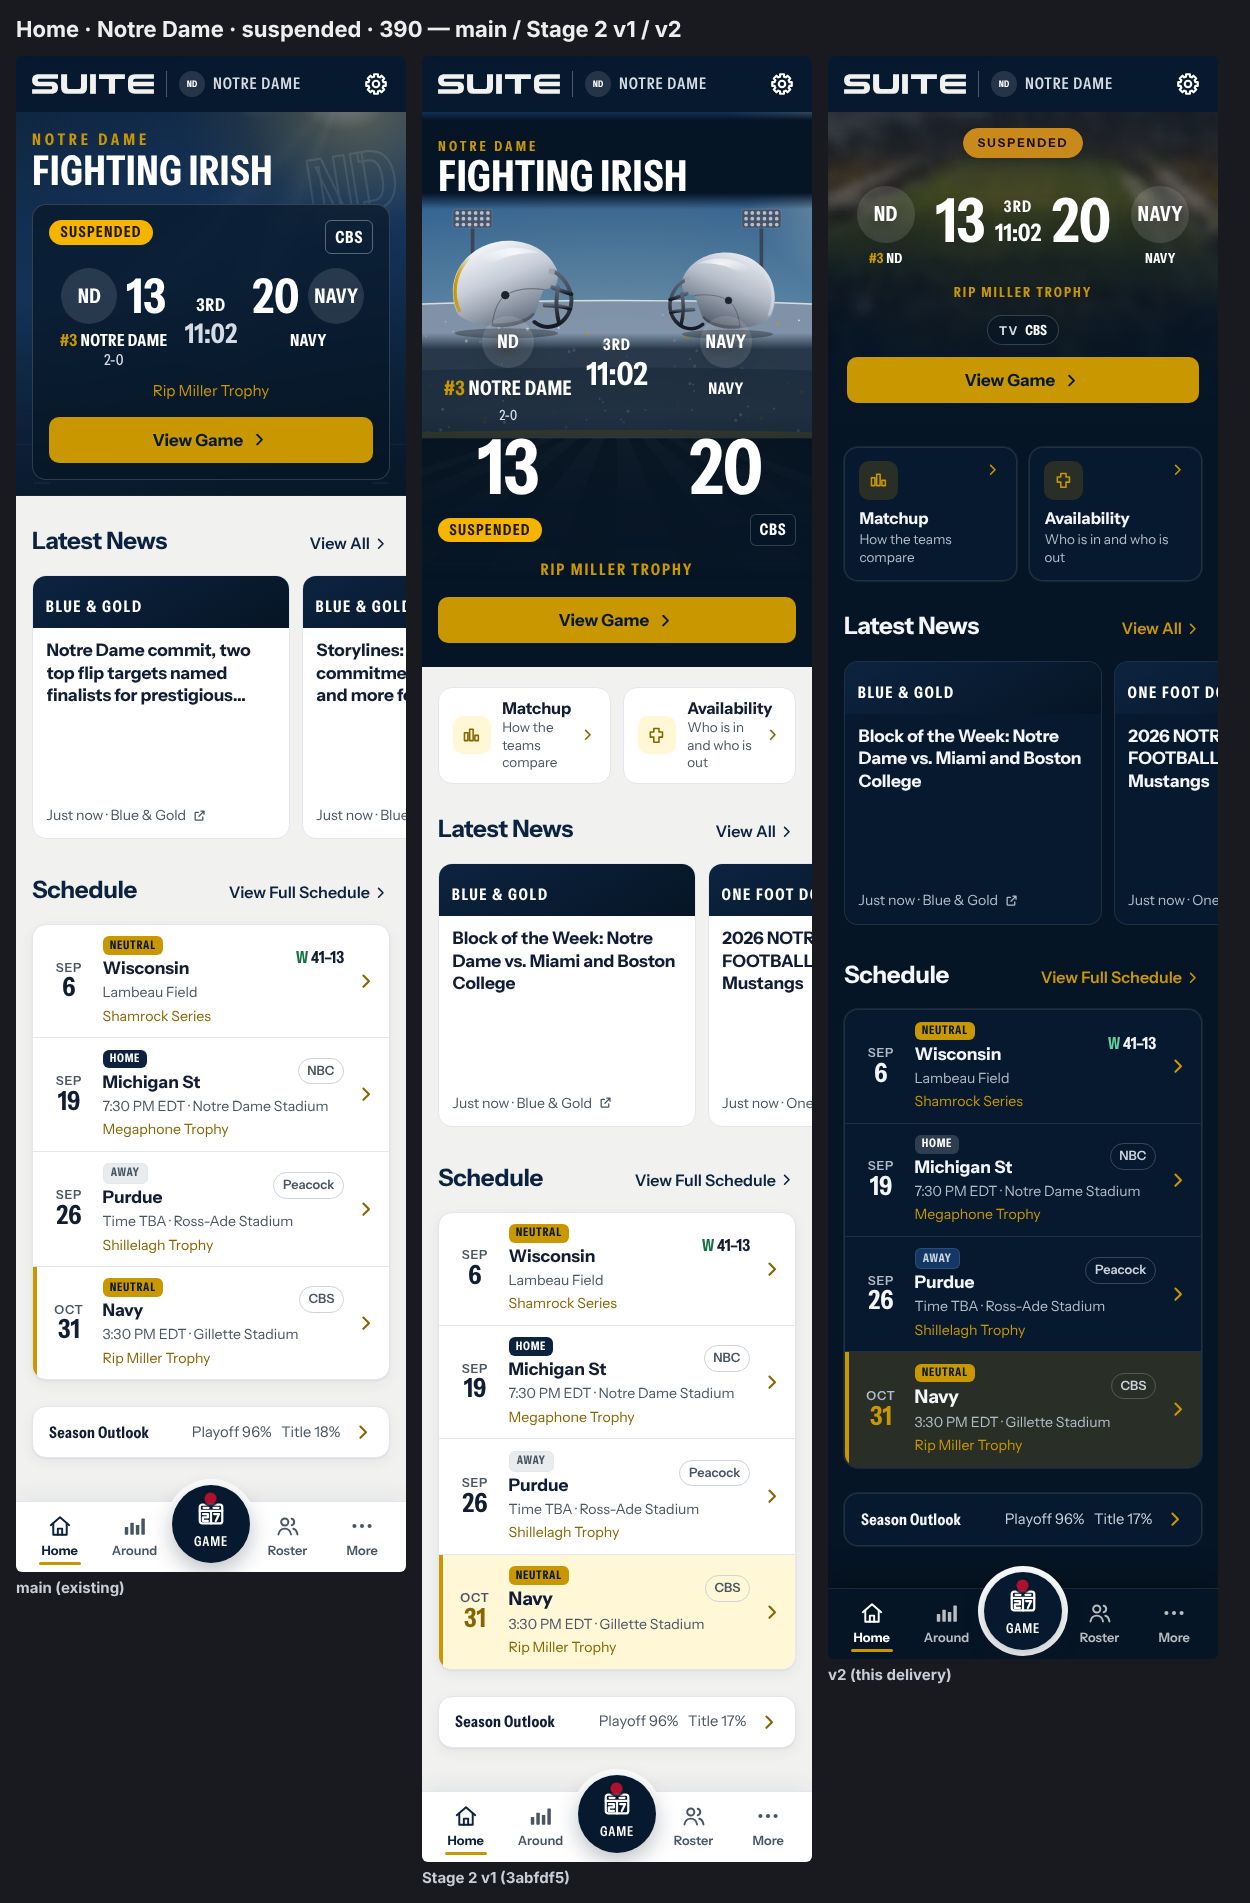 Home · Notre Dame · suspended · 390 — main / Stage 2 v1 / v2
SUITE
ND
NOTRE DAME
NOTRE DAME
FIGHTING IRISH
ND
SUSPENDED
CBS
ND
13
3RD
11:02
20
NAVY
#3 NOTRE DAME
NAVY
2-0
Rip Miller Trophy
View Game
Latest News
View All
BLUE & GOLD
BLUE & GOLD
Notre Dame commit, two
top flip targets named
finalists for prestigious...
Storylines:
commitme
and more fo
Just now · Blue & Gold
Just now · Blue
Schedule
View Full Schedule
NEUTRAL
SEP
6
Wisconsin
W 41-13
Lambeau Field
Shamrock Series
HOME
SEP
19
Michigan St
NBC
7:30 PM EDT · Notre Dame Stadium
Megaphone Trophy
AWAY
SEP
26
Purdue
Peacock
Time TBA · Ross-Ade Stadium
Shillelagh Trophy
NEUTRAL
OCT
31
Navy
CBS
3:30 PM EDT · Gillette Stadium
Rip Miller Trophy
Season Outlook
Playoff 96%
Title 18%
Home
Around
27
GAME
Roster
More
main (existing)
SUITE
ND
NOTRE DAME
NOTRE DAME
FIGHTING IRISH
ND
3RD
NAVY
11:02
#3 NOTRE DAME
NAVY
2-0
13
20
SUSPENDED
CBS
RIP MILLER TROPHY
View Game
Matchup
How the
teams
compare
Availability
Who is in
and who is
out
Latest News
View All
BLUE & GOLD
ONE FOOT DO
Block of the Week: Notre
Dame vs. Miami and Boston
College
2026 NOTR
FOOTBALL
Mustangs
Just now · Blue & Gold
Just now · One
Schedule
View Full Schedule
NEUTRAL
SEP
6
Wisconsin
W 41-13
Lambeau Field
Shamrock Series
HOME
SEP
19
Michigan St
NBC
7:30 PM EDT · Notre Dame Stadium
Megaphone Trophy
AWAY
SEP
26
Purdue
Peacock
Time TBA · Ross-Ade Stadium
Shillelagh Trophy
NEUTRAL
OCT
31
Navy
CBS
3:30 PM EDT · Gillette Stadium
Rip Miller Trophy
Season Outlook
Playoff 96%
Title 17%
Home
Around
27
GAME
Roster
More
Stage 2 v1 (3abfdf5)
SUITE
ND
NOTRE DAME
SUSPENDED
ND
13
3RD
11:02
20
NAVY
#3 ND
NAVY
RIP MILLER TROPHY
TV CBS
View Game
Matchup
How the teams
compare
Availability
Who is in and who is
out
Latest News
View All
BLUE & GOLD
ONE FOOT DO
Block of the Week: Notre
Dame vs. Miami and Boston
College
2026 NOTR
FOOTBALL
Mustangs
Just now · Blue & Gold
Just now · One
Schedule
View Full Schedule
NEUTRAL
SEP
6
Wisconsin
W 41-13
Lambeau Field
Shamrock Series
HOME
SEP
19
Michigan St
NBC
7:30 PM EDT · Notre Dame Stadium
Megaphone Trophy
AWAY
SEP
26
Purdue
Peacock
Time TBA · Ross-Ade Stadium
Shillelagh Trophy
NEUTRAL
OCT
31
Navy
CBS
3:30 PM EDT · Gillette Stadium
Rip Miller Trophy
Season Outlook
Playoff 96%
Title 17%
Home
Around
27
GAME
Roster
More
v2 (this delivery)